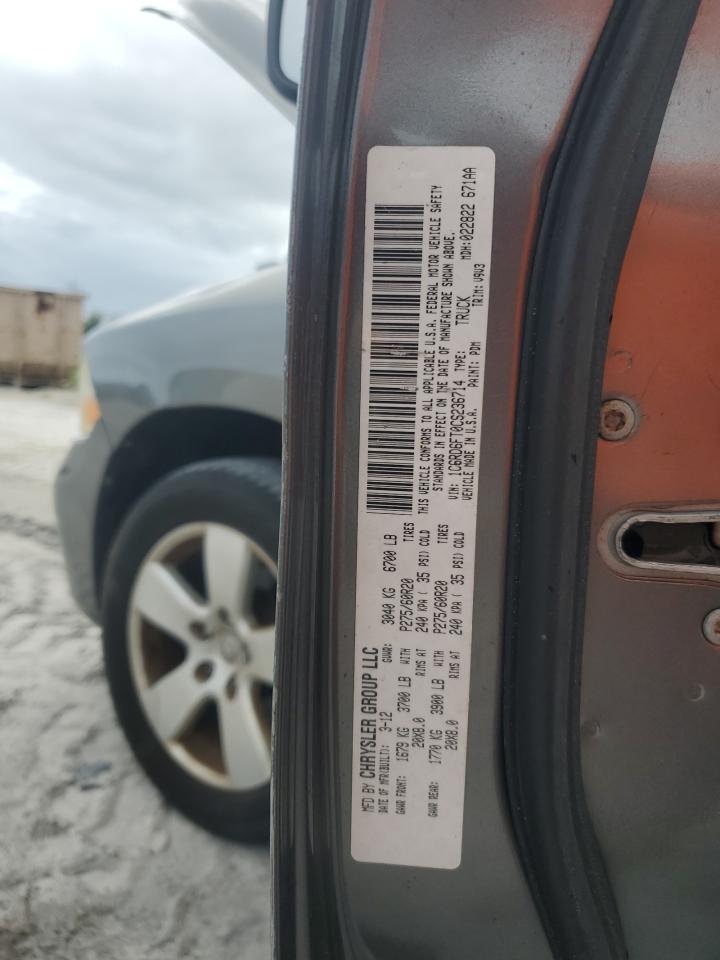 MFD BY CHRYSLER GROUP LLC
DATE OF MFR(BUILT): 3-12 GVWR: 3040 KG 6700 LB
GAWR FRONT: 1679 KG 3700 LB WITH P275/60R20 TIRES
20X8.0 RIMS AT 240 KPA ( 35 PSI) COLD
GAWR REAR: 1770 KG 3900 LB WITH P275/60R20 TIRES
20X8.0 RIMS AT 240 KPA ( 35 PSI) COLD
THIS VEHICLE CONFORMS TO ALL APPLICABLE U.S.A. FEDERAL MOTOR VEHICLE SAFETY
STANDARDS IN EFFECT ON THE DATE OF MANUFACTURE SHOWN ABOVE.
VIN: 1C6RD6FT0CS236714 TYPE: TRUCK MDH:022822 671AA
VEHICLE MADE IN U.S.A. PAINT: PDM TRIM: V9V3